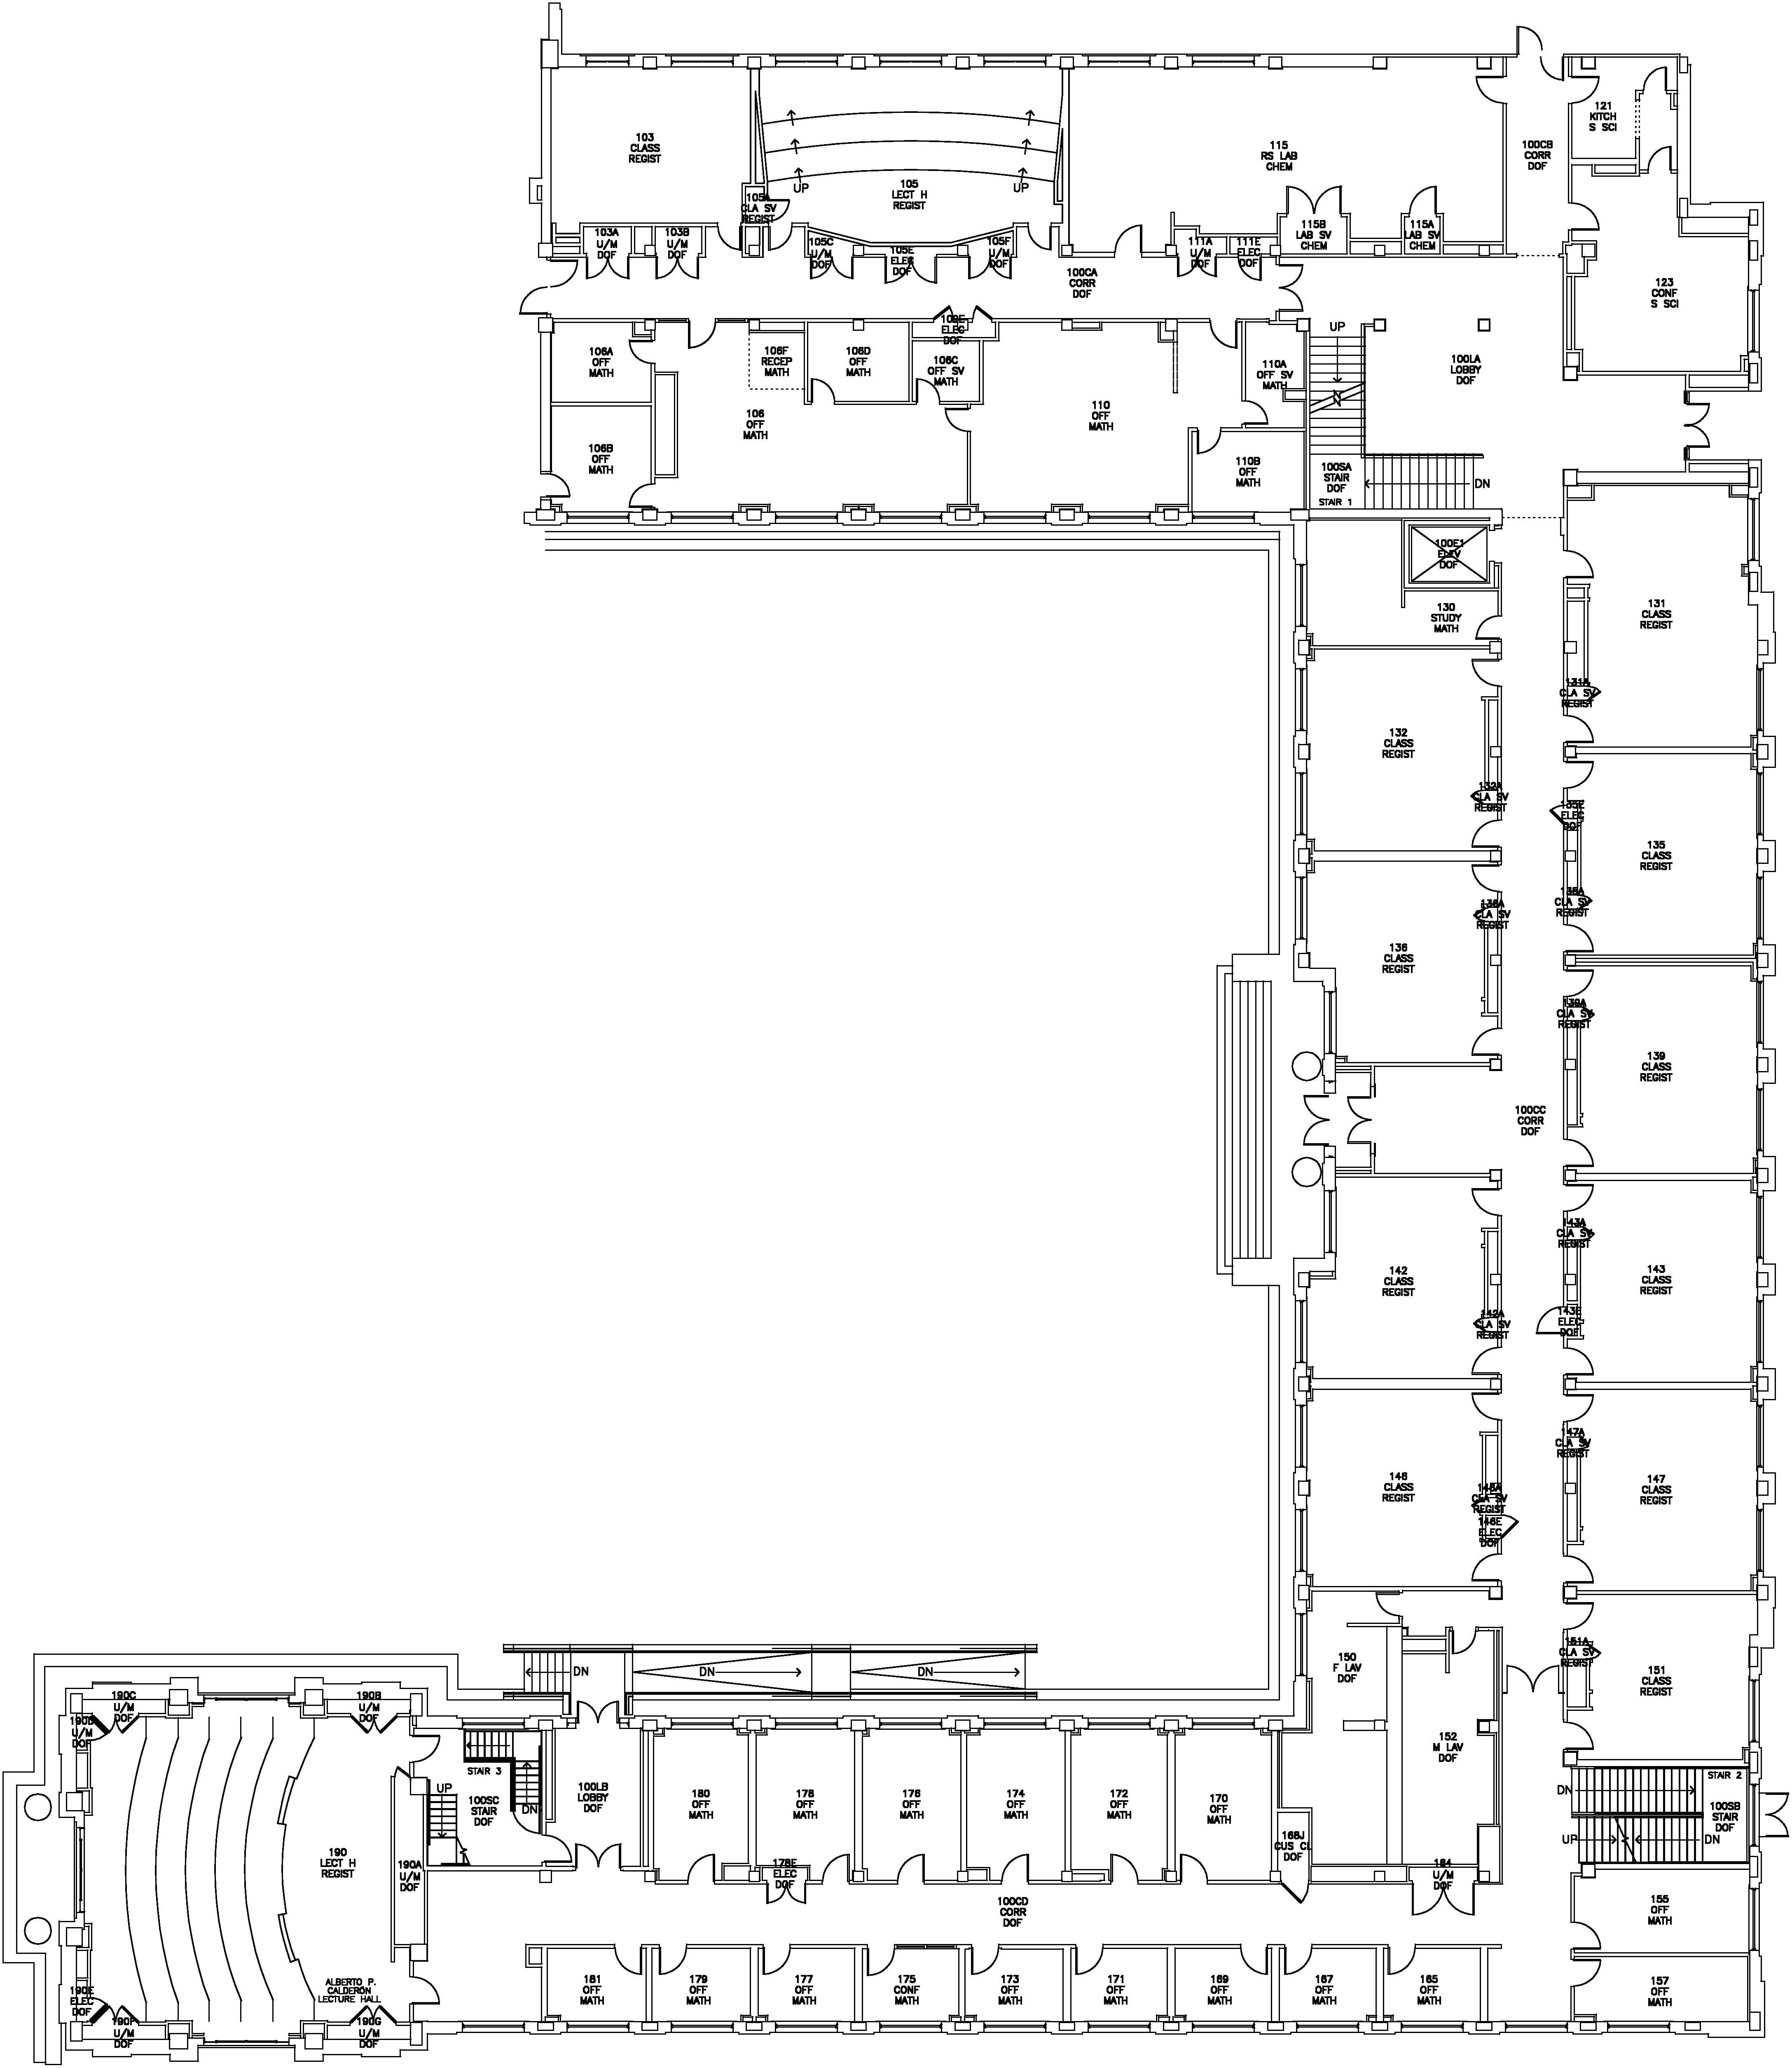 103
CLASS
REGIST
105
LECT H
REGIST
UP
UP
105A
CLA SV
REGIST
115
RS LAB
CHEM
100CB
CORR
DOF
121
KITCH
S SCI
103A
U/M
DOF
103B
U/M
DOF
105C
U/M
DOF
105E
ELEC
DOF
105F
U/M
DOF
111A
U/M
DOF
111E
ELEC
DOF
115B
LAB SV
CHEM
115A
LAB SV
CHEM
100CA
CORR
DOF
123
CONF
S SCI
106A
OFF
MATH
106F
RECEP
MATH
106D
OFF
MATH
ELEC
DOF
106C
OFF SV
MATH
110A
OFF SV
MATH
UP
100LA
LOBBY
DOF
106B
OFF
MATH
106
OFF
MATH
110
OFF
MATH
110B
OFF
MATH
100SA
STAIR
DOF
STAIR 1
DN
100E1
ELEV
DOF
130
STUDY
MATH
131
CLASS
REGIST
131A
CLA SV
REGIST
132
CLASS
REGIST
132A
CLA SV
REGIST
135E
ELEC
DOF
135
CLASS
REGIST
135A
CLA SV
REGIST
136A
CLA SV
REGIST
136
CLASS
REGIST
139A
CLA SV
REGIST
139
CLASS
REGIST
100CC
CORR
DOF
143A
CLA SV
REGIST
142
CLASS
REGIST
143
CLASS
REGIST
142A
CLA SV
REGIST
143E
ELEC
DOF
147A
CLA SV
REGIST
146
CLASS
REGIST
147
CLASS
REGIST
146A
CLA SV
REGIST
146E
ELEC
DOF
151A
CLA SV
REGIST
150
F LAV
DOF
151
CLASS
REGIST
152
M LAV
DOF
DN
DN
DN
190C
U/M
DOF
190B
U/M
DOF
190D
U/M
DOF
STAIR 3
UP
100SC
STAIR
DOF
DN
100LB
LOBBY
DOF
180
OFF
MATH
178
OFF
MATH
176
OFF
MATH
174
OFF
MATH
172
OFF
MATH
170
OFF
MATH
168J
CUS CL
DOF
STAIR 2
DN
100SB
STAIR
DOF
UP
DN
190
LECT H
REGIST
190A
U/M
DOF
178E
ELEC
DOF
164
U/M
DOF
100CD
CORR
DOF
155
OFF
MATH
ALBERTO P.
CALDERON
LECTURE HALL
190E
ELEC
DOF
190F
U/M
DOF
190G
U/M
DOF
181
OFF
MATH
179
OFF
MATH
177
OFF
MATH
175
CONF
MATH
173
OFF
MATH
171
OFF
MATH
169
OFF
MATH
167
OFF
MATH
165
OFF
MATH
157
OFF
MATH